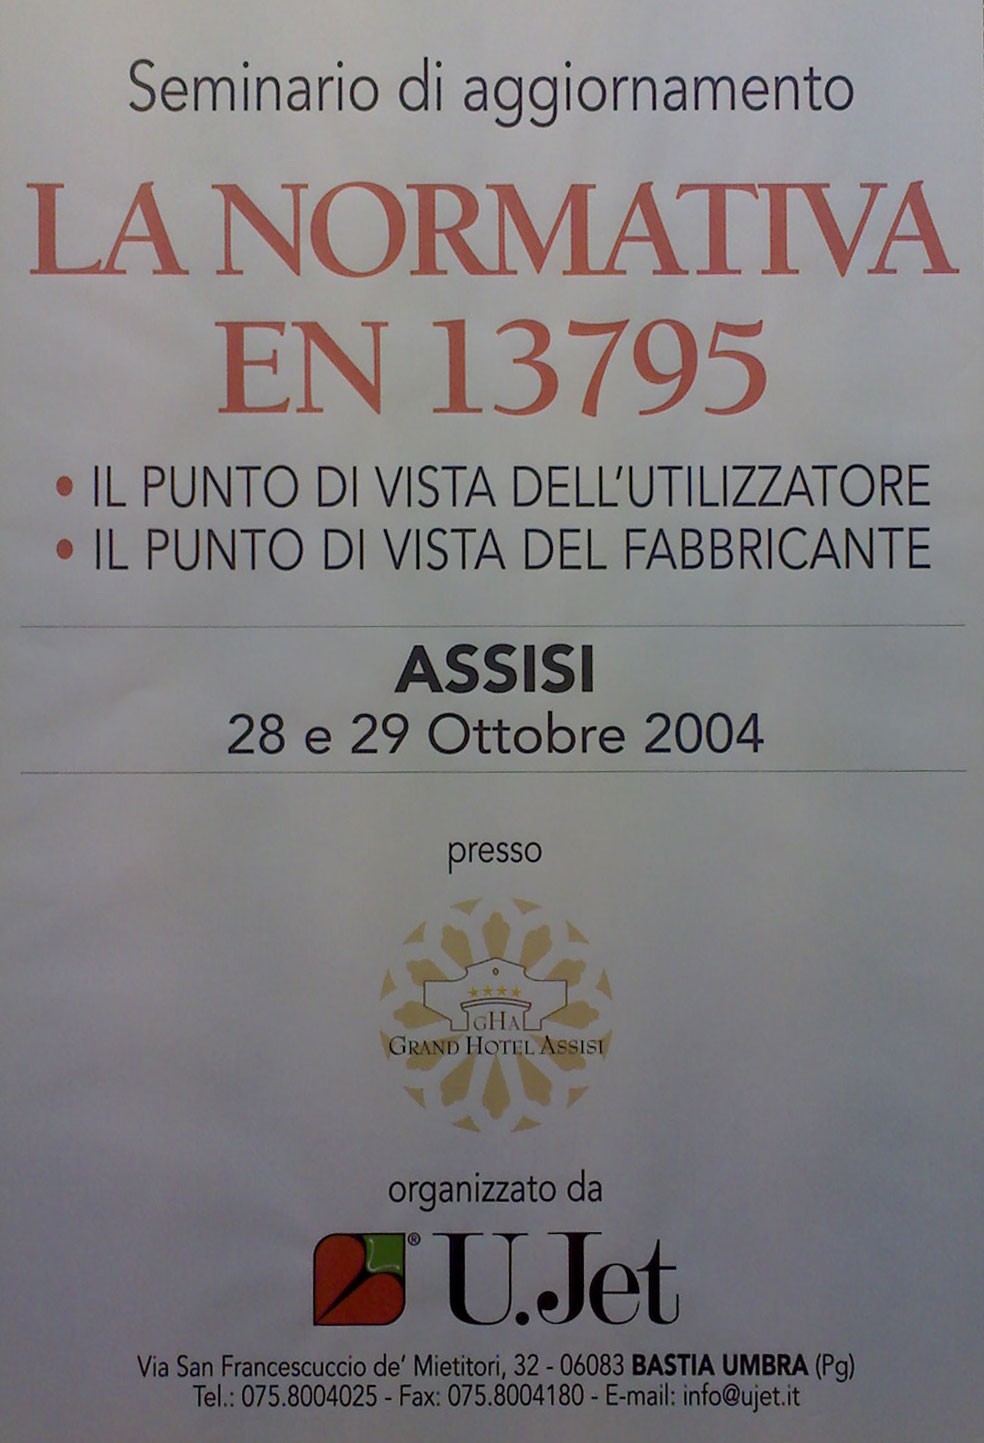 Seminario di aggiornamento
LA NORMATIVA
EN 13795
• IL PUNTO DI VISTA DELL'UTILIZZATORE
• IL PUNTO DI VISTA DEL FABBRICANTE
ASSISI
28 e 29 Ottobre 2004
presso
GHA
GRAND HOTEL ASSISI
organizzato da
® U.Jet
Via San Francescuccio de' Mietitori, 32 - 06083 BASTIA UMBRA (Pg)
Tel.: 075.8004025 - Fax: 075.8004180 - E-mail: info@ujet.it